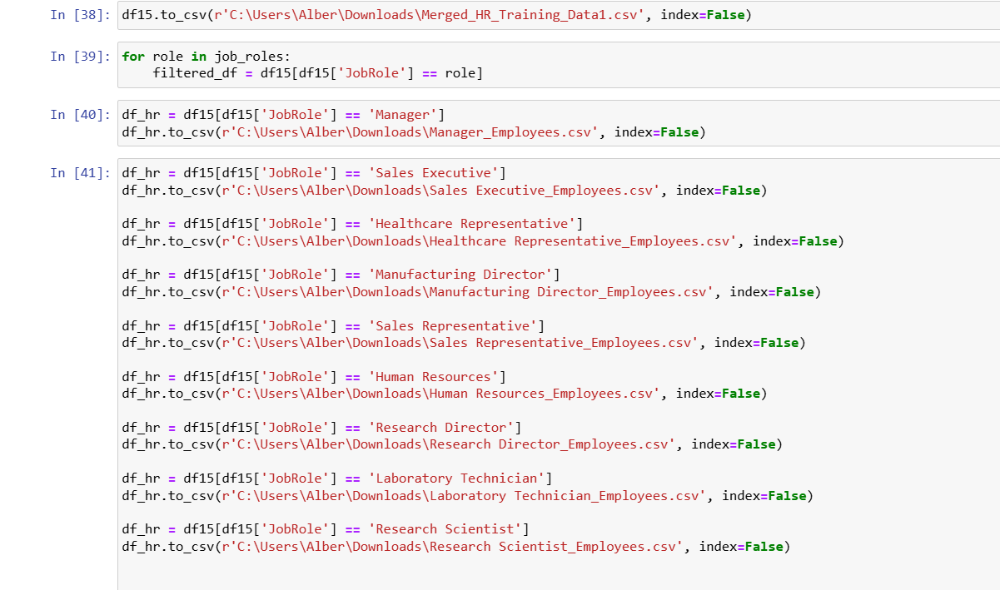 In [38]: df15.to_csv(r'C:\Users\Alber\Downloads\Merged_HR_Training_Data1.csv', index=False)
In [39]: for role in job_roles:
filtered_df = df15[df15['JobRole'] == role]
In [40]: df_hr = df15[df15['JobRole'] == 'Manager']
df_hr.to_csv(r'C:\Users\Alber\Downloads\Manager_Employees.csv', index=False)
In [41]: df_hr = df15[df15['JobRole'] == 'Sales Executive']
df_hr.to_csv(r'C:\Users\Alber\Downloads\Sales Executive_Employees.csv', index=False)
df_hr = df15[df15['JobRole'] == 'Healthcare Representative']
df_hr.to_csv(r'C:\Users\Alber\Downloads\Healthcare Representative_Employees.csv', index=False)
df_hr = df15[df15['JobRole'] == 'Manufacturing Director']
df_hr.to_csv(r'C:\Users\Alber\Downloads\Manufacturing Director_Employees.csv', index=False)
df_hr = df15[df15['JobRole'] == 'Sales Representative']
df_hr.to_csv(r'C:\Users\Alber\Downloads\Sales Representative_Employees.csv', index=False)
df_hr = df15[df15['JobRole'] == 'Human Resources']
df_hr.to_csv(r'C:\Users\Alber\Downloads\Human Resources_Employees.csv', index=False)
df_hr = df15[df15['JobRole'] == 'Research Director']
df_hr.to_csv(r'C:\Users\Alber\Downloads\Research Director_Employees.csv', index=False)
df_hr = df15[df15['JobRole'] == 'Laboratory Technician']
df_hr.to_csv(r'C:\Users\Alber\Downloads\Laboratory Technician_Employees.csv', index=False)
df_hr = df15[df15['JobRole'] == 'Research Scientist']
df_hr.to_csv(r'C:\Users\Alber\Downloads\Research Scientist_Employees.csv', index=False)